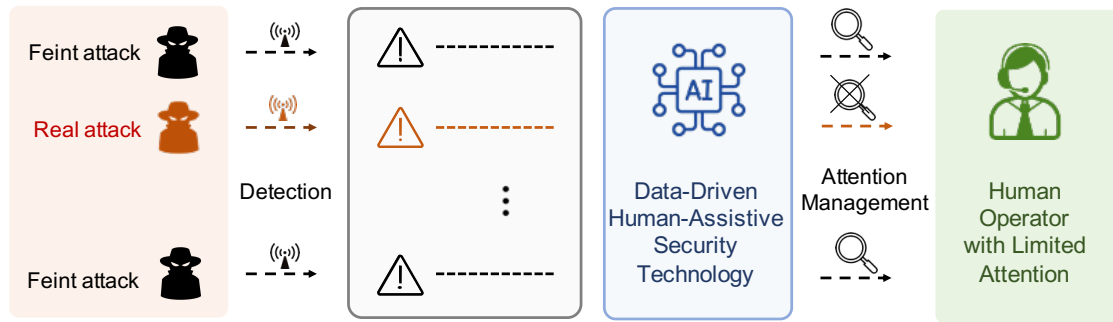 Feint attack
Real attack
Feint attack
Detection
AI
Data-Driven
Human-Assistive
Security
Technology
Attention
Management
Human
Operator
with Limited
Attention